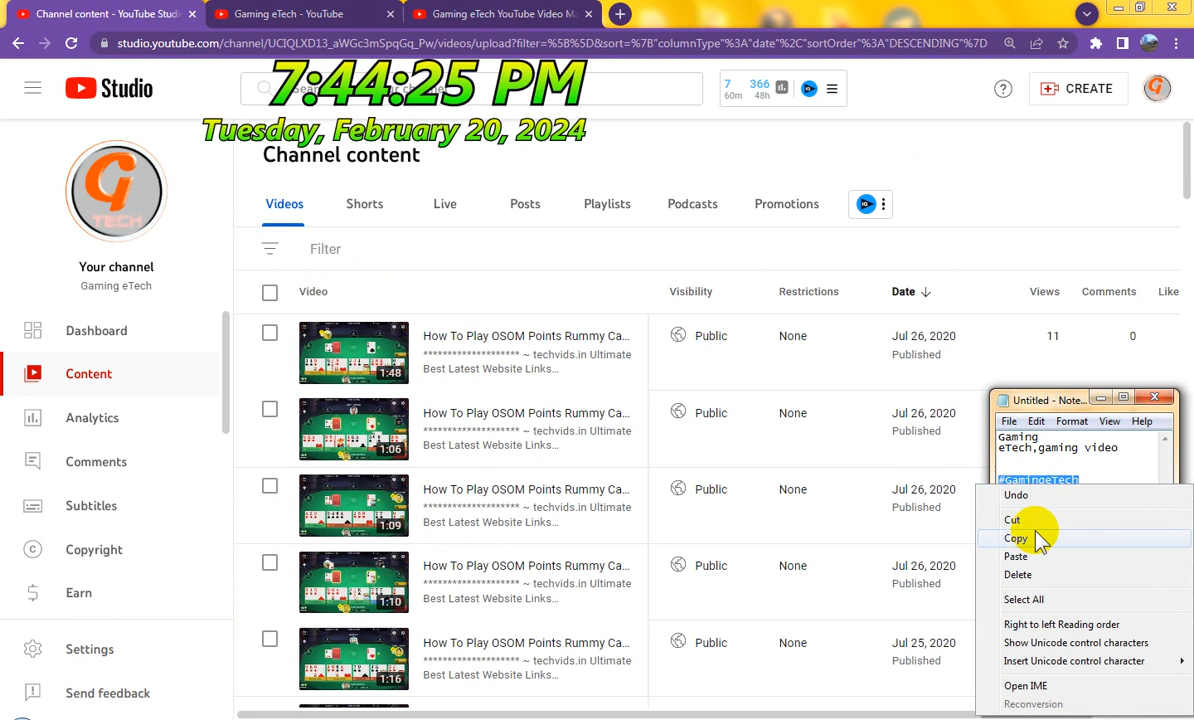 Channel content - YouTube Studi
Gaming eTech - YouTube
Gaming eTech YouTube Video Ma
studio.youtube.com/channel/UCIQLXD13_aWGc3mSpqGq_Pw/videos/upload?filter=%5B%5D&sort=%7B"columnType"%3A"date"%2C"sortOrder"%3A"DESCENDING"%7D
Studio
7:44:25 PM
7 366
60m 48h
IQ
CREATE
Tuesday, February 20, 2024
Channel content
G
TECH
Videos Shorts Live Posts Playlists Podcasts Promotions
Filter
Your channel
Gaming eTech
Video Visibility Restrictions Date Views Comments Like
Dashboard
Content
Analytics
Comments
Subtitles
Copyright
Earn
Settings
Send feedback
How To Play OSOM Points Rummy Ca... Public None Jul 26, 2020 11 0
******************** ~ techvids.in Ultimate Published
Best Latest Website Links...
1:48
How To Play OSOM Points Rummy Ca... Public None Jul 26, 2020
******************** ~ techvids.in Ultimate Published
Best Latest Website Links...
1:06
How To Play OSOM Points Rummy Ca... Public None Jul 26, 2020
******************** ~ techvids.in Ultimate Published
Best Latest Website Links...
1:09
How To Play OSOM Points Rummy Ca... Public None Jul 26, 2020
******************** ~ techvids.in Ultimate Published
Best Latest Website Links...
1:10
How To Play OSOM Points Rummy Ca... Public None Jul 25, 2020
******************** ~ techvids.in Ultimate Published
Best Latest Website Links...
1:16
Untitled - Note...
File Edit Format View Help
Gaming
eTech,gaming video
#GamingeTech
Undo
Cut
Copy
Paste
Delete
Select All
Right to left Reading order
Show Unicode control characters
Insert Unicode control character
Open IME
Reconversion